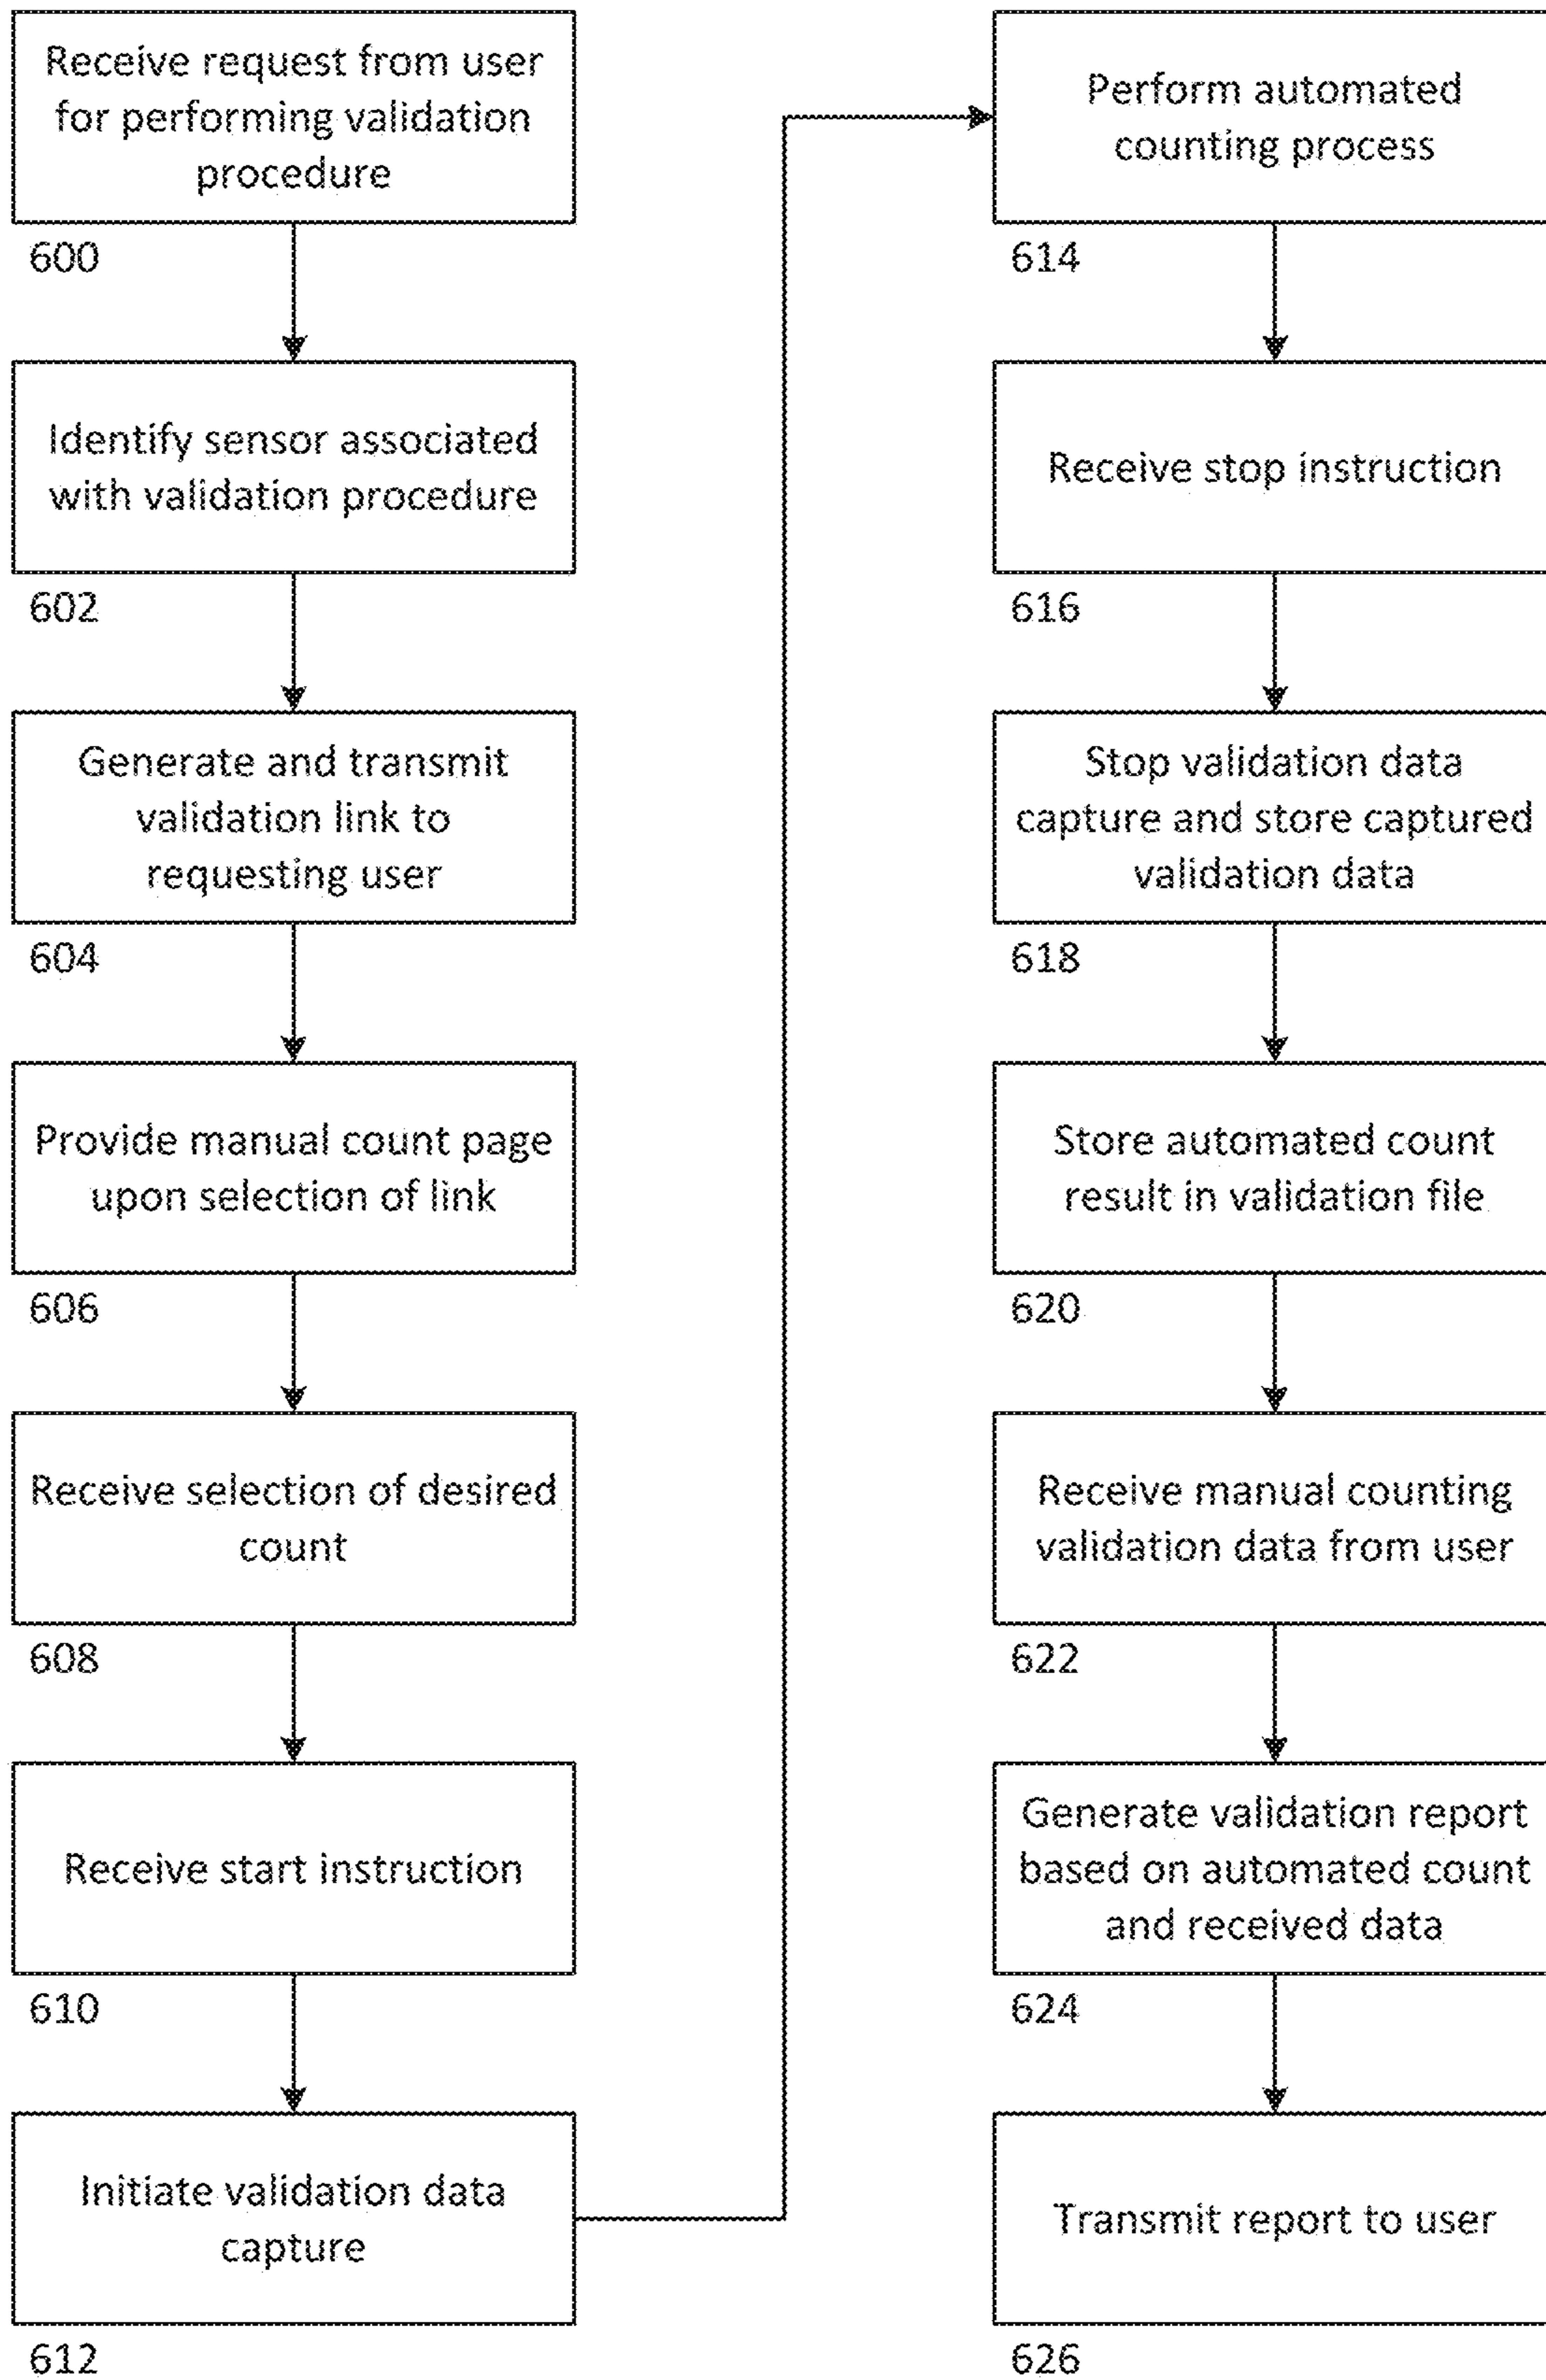 Receive request from user
for performing validation
procedure
600
Identify sensor associated
with validation procedure
602
Generate and transmit
validation link to
requesting user
604
Provide manual count page
upon selection of link
606
Receive selection of desired
count
608
Receive start instruction
610
Initiate validation data
capture
612
Perform automated
counting process
614
Receive stop instruction
616
Stop validation data
capture and store captured
validation data
618
Store automated count
result in validation file
620
Receive manual counting
validation data from user
622
Generate validation report
based on automated count
and received data
624
Transmit report to user
626